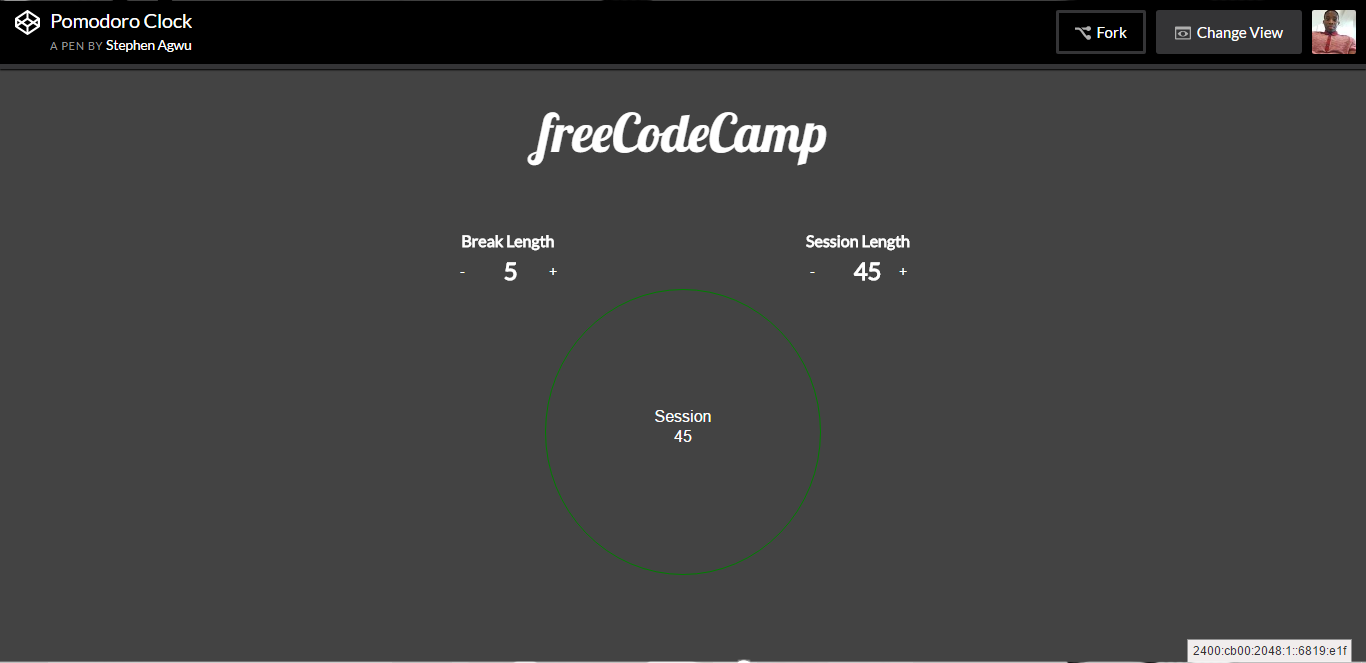 Pomodoro Clock
A PEN BY Stephen Agwu
Fork
Change View
freeCodeCamp
Break Length
- 5 +
Session Length
- 45 +
Session
45
2400:cb00:2048:1::6819:e1f